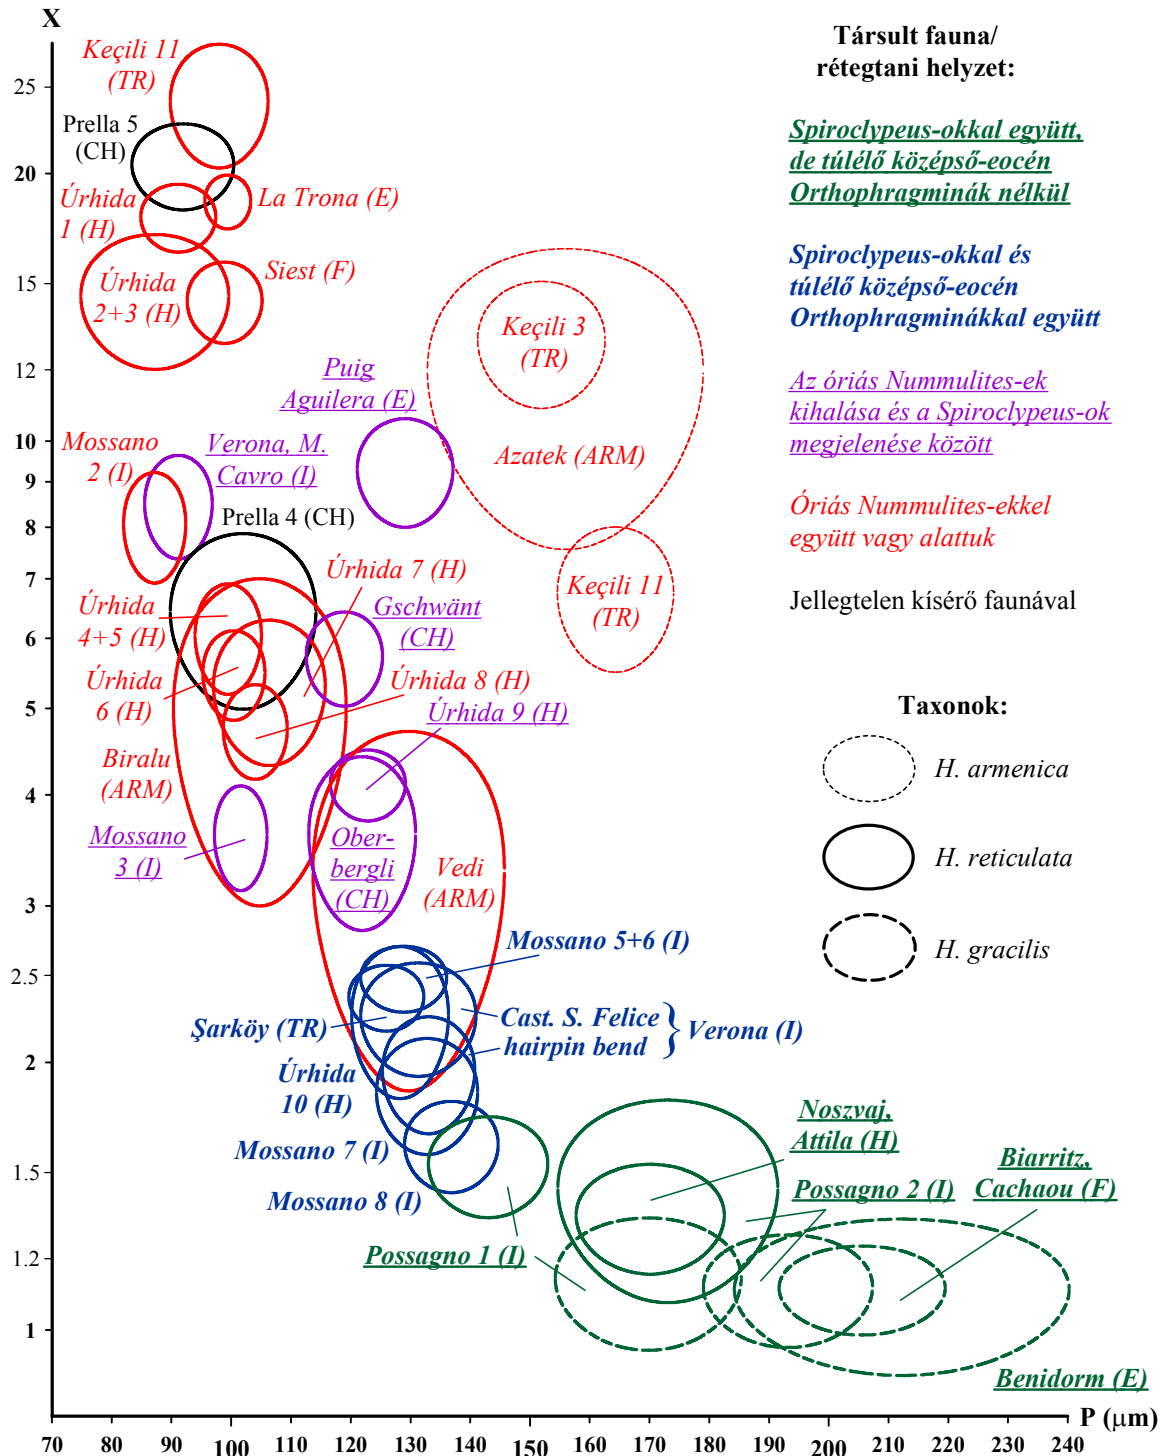 X
25
20
15
12
10
9
8
7
6
5
4
3
2.5
2
1.5
1.2
1
Keçili 11
(TR)
Prella 5
(CH)
Úrhida
1 (H)
La Trona (E)
Úrhida
2+3 (H)
Siest (F)
Keçili 3
(TR)
Puig
Aguilera (E)
Azatek (ARM)
Mossano
2 (I)
Verona, M.
Cavro (I)
Prella 4 (CH)
Úrhida 7 (H)
Keçili 11
(TR)
Úrhida
4+5 (H)
Gschwänt
(CH)
Úrhida
6 (H)
Úrhida 8 (H)
Úrhida 9 (H)
Biralu
(ARM)
Mossano
3 (I)
Ober-
bergli
(CH)
Vedi
(ARM)
Mossano 5+6 (I)
Şarköy (TR)
Cast. S. Felice
hairpin bend
} Verona (I)
Úrhida
10 (H)
Mossano 7 (I)
Mossano 8 (I)
Possagno 1 (I)
Noszvaj,
Attila (H)
Possagno 2 (I)
Biarritz,
Cachaou (F)
Benidorm (E)
Társult fauna/
rétegtani helyzet:
Spiroclypeus-okkal együtt,
de túlélő középső-eocén
Orthophragminák nélkül
Spiroclypeus-okkal és
túlélő középső-eocén
Orthophragminákkal együtt
Az óriás Nummulites-ek
kihalása és a Spiroclypeus-ok
megjelenése között
Óriás Nummulites-ekkel
együtt vagy alattuk
Jellegtelen kísérő faunával
Taxonok:
H. armenica
H. reticulata
H. gracilis
70 80 90 100 110 120 130 140 150 160 170 180 190 200 210 220 230 240
P (µm)